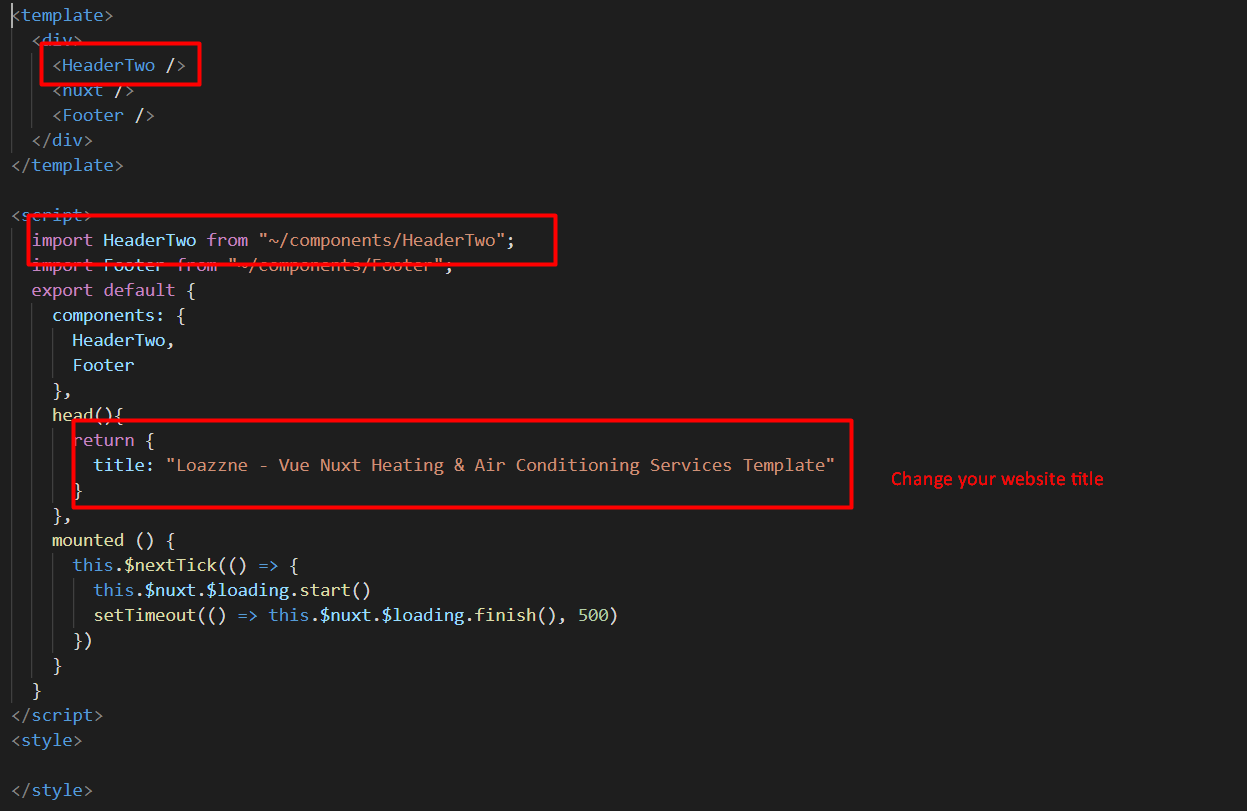 <template>
  <div>
    <HeaderTwo />
    <nuxt />
    <Footer />
  </div>
</template>

<script>
  import HeaderTwo from "~/components/HeaderTwo";
  import Footer from "~/components/Footer";
  export default {
    components: {
      HeaderTwo,
      Footer
    },
    head(){
      return {
        title: "Loazzne - Vue Nuxt Heating & Air Conditioning Services Template"
      }
    },
    mounted () {
      this.$nextTick(() => {
        this.$nuxt.$loading.start()
        setTimeout(() => this.$nuxt.$loading.finish(), 500)
      })
    }
  }
</script>
<style>

</style>
Change your website title